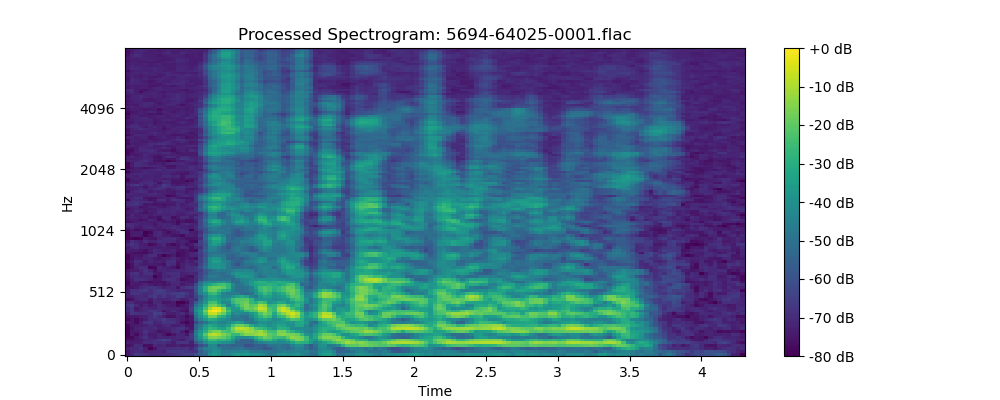 Processed Spectrogram: 5694-64025-0001.flac
Hz
4096
2048
1024
512
0
0 0.5 1 1.5 2 2.5 3 3.5 4
Time
+0 dB
-10 dB
-20 dB
-30 dB
-40 dB
-50 dB
-60 dB
-70 dB
-80 dB